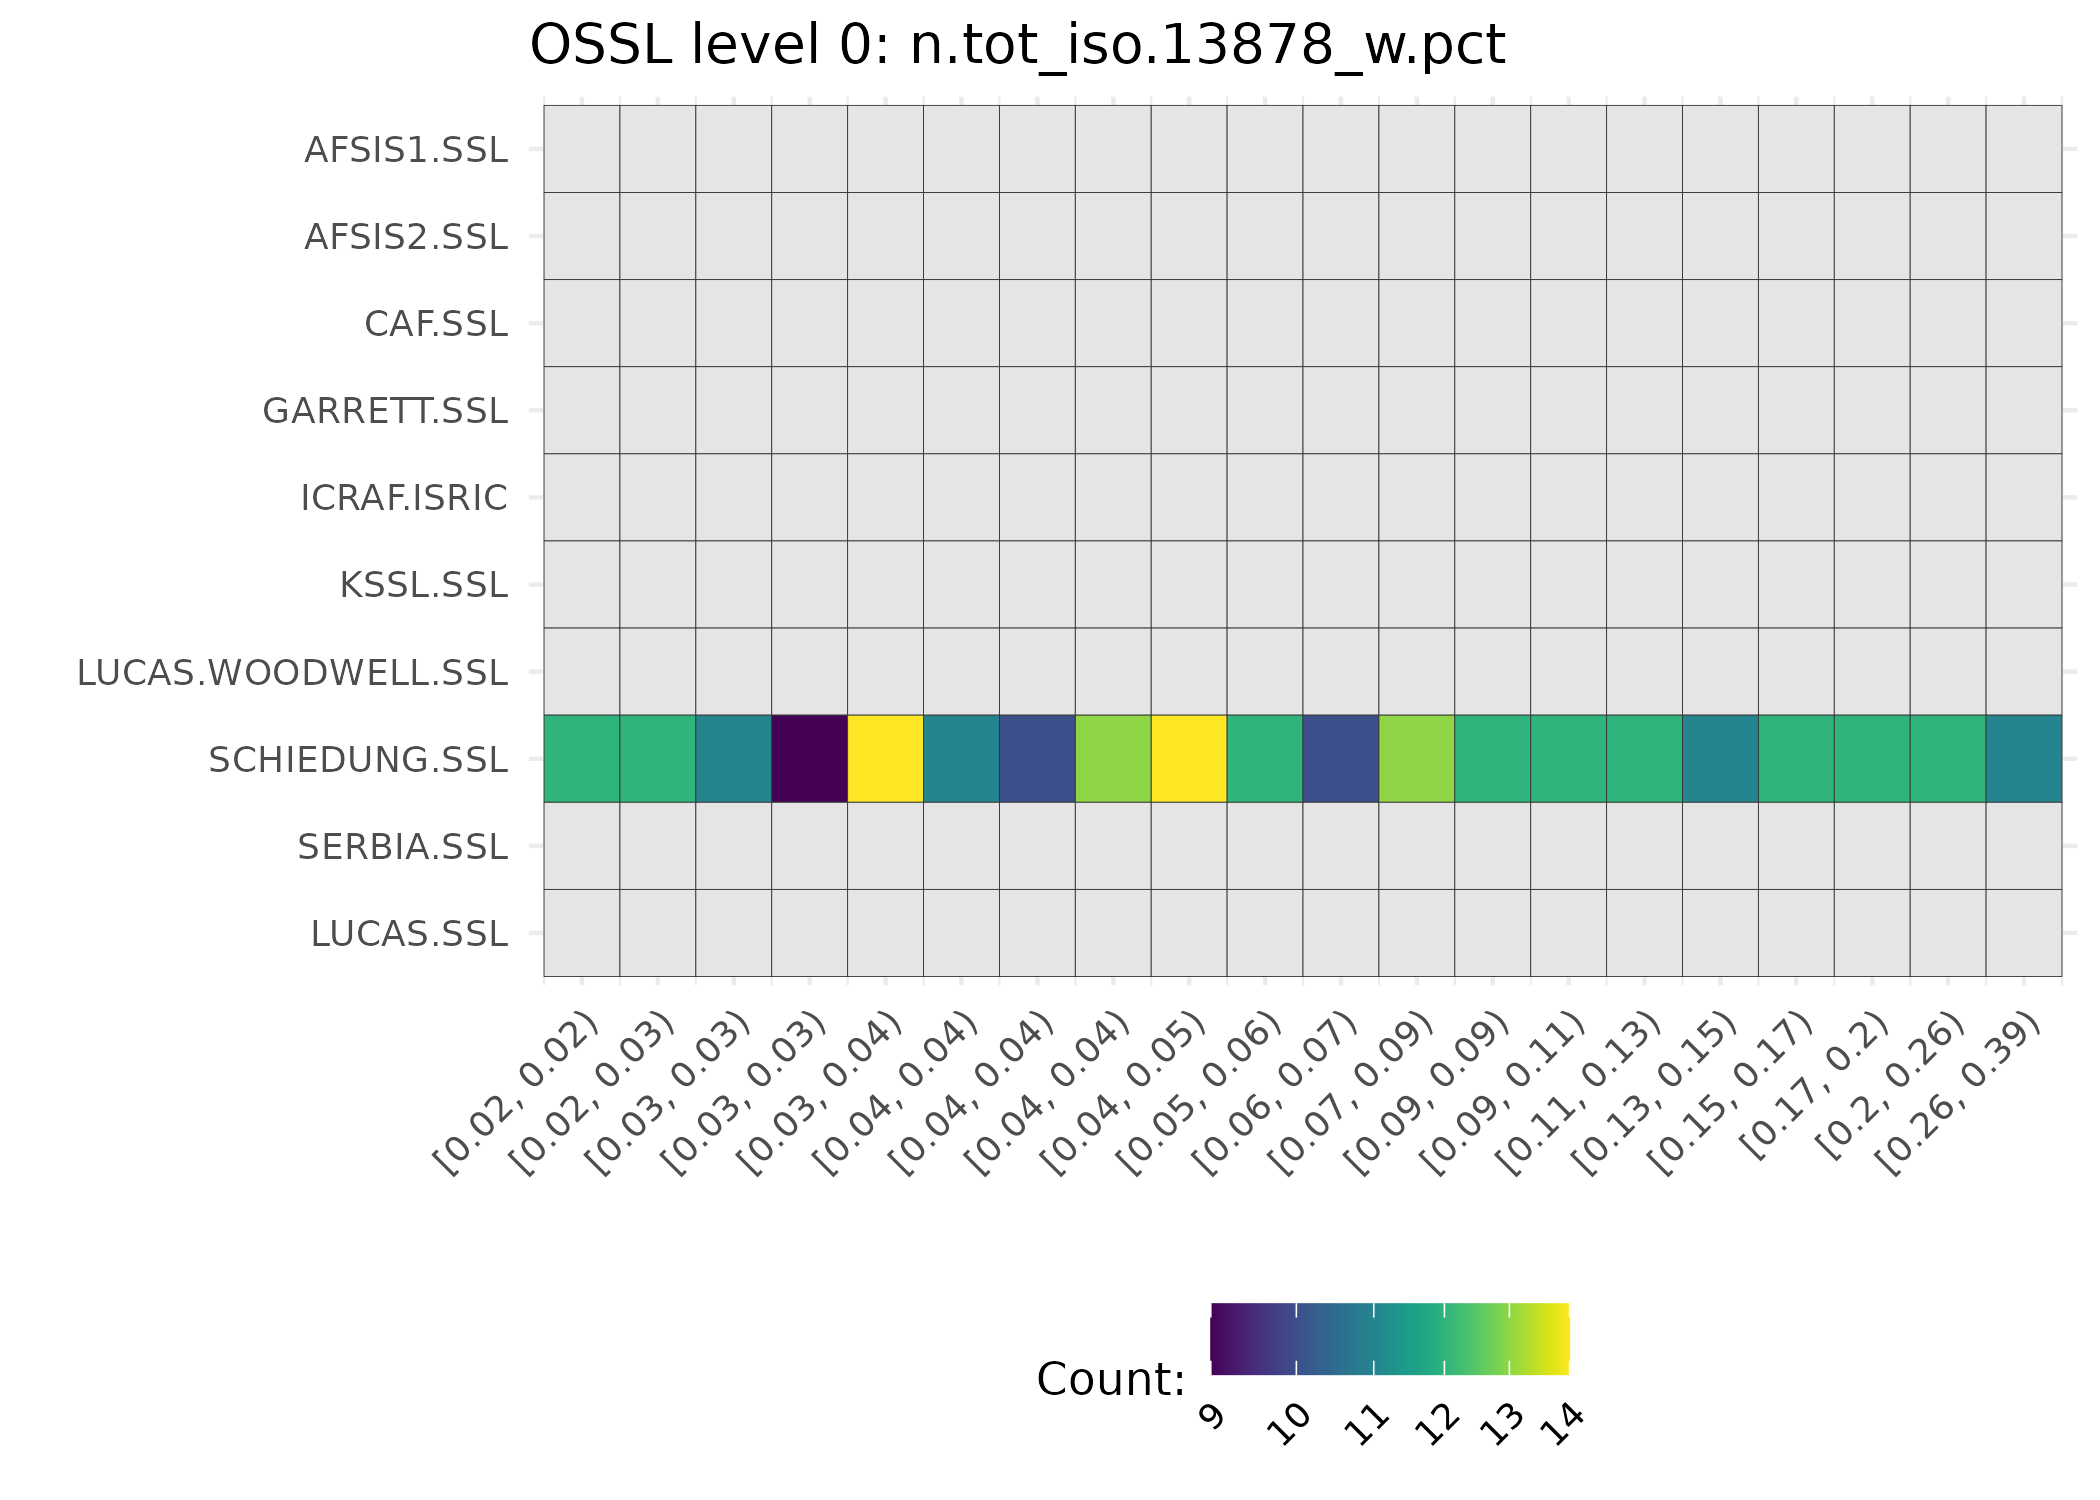 OSSL level 0: n.tot_iso.13878_w.pct
AFSIS1.SSL
AFSIS2.SSL
CAF.SSL
GARRETT.SSL
ICRAF.ISRIC
KSSL.SSL
LUCAS.WOODWELL.SSL
SCHIEDUNG.SSL
SERBIA.SSL
LUCAS.SSL
[0.02, 0.02)
[0.02, 0.03)
[0.03, 0.03)
[0.03, 0.03)
[0.03, 0.04)
[0.04, 0.04)
[0.04, 0.04)
[0.04, 0.04)
[0.04, 0.05)
[0.05, 0.06)
[0.06, 0.07)
[0.07, 0.09)
[0.09, 0.09)
[0.09, 0.11)
[0.11, 0.13)
[0.13, 0.15)
[0.15, 0.17)
[0.17, 0.2)
[0.2, 0.26)
[0.26, 0.39)
Count:
9
10
11
12
13
14